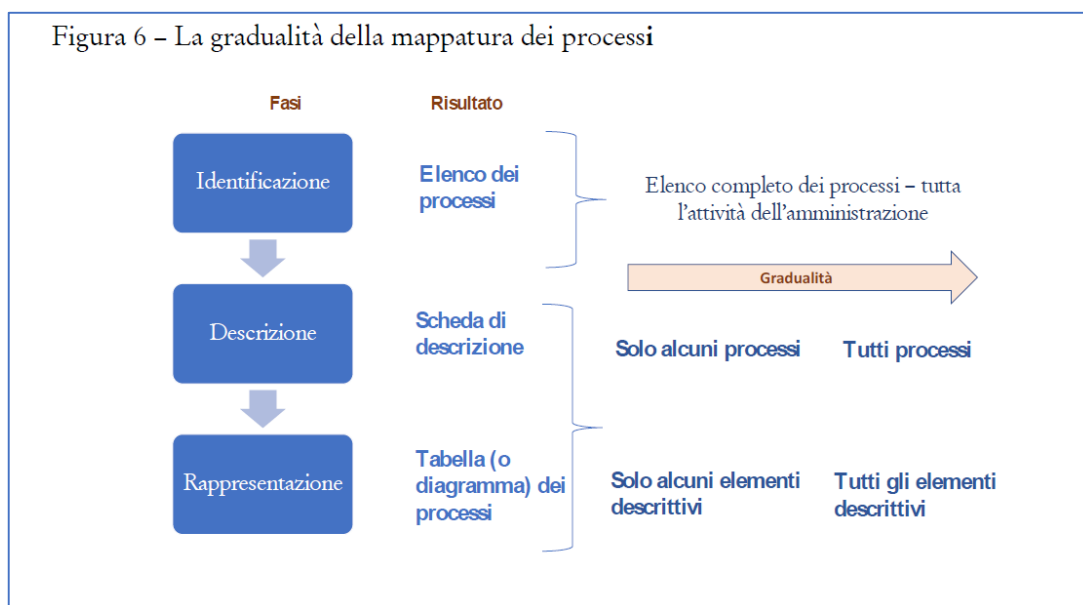 Figura 6 – La gradualità della mappatura dei processi
Fasi
Risultato
Identificazione
Elenco dei
processi
Elenco completo dei processi – tutta
l'attività dell'amministrazione
Gradualità
Descrizione
Scheda di
descrizione
Solo alcuni processi
Tutti processi
Rappresentazione
Tabella (o
diagramma) dei
processi
Solo alcuni elementi
descrittivi
Tutti gli elementi
descrittivi